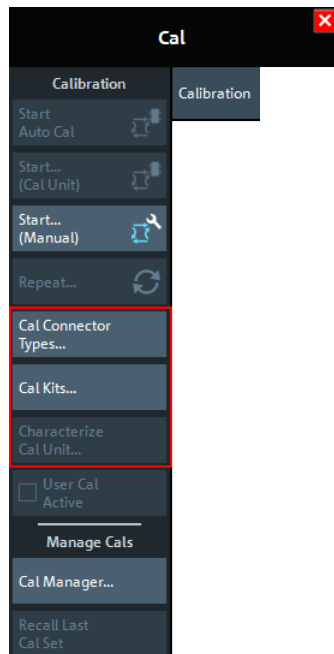 Cal
Calibration
Calibration
Start
Auto Cal
Start...
(Cal Unit)
Start...
(Manual)
Repeat...
Cal Connector
Types...
Cal Kits...
Characterize
Cal Unit...
User Cal
Active
Manage Cals
Cal Manager...
Recall Last
Cal Set